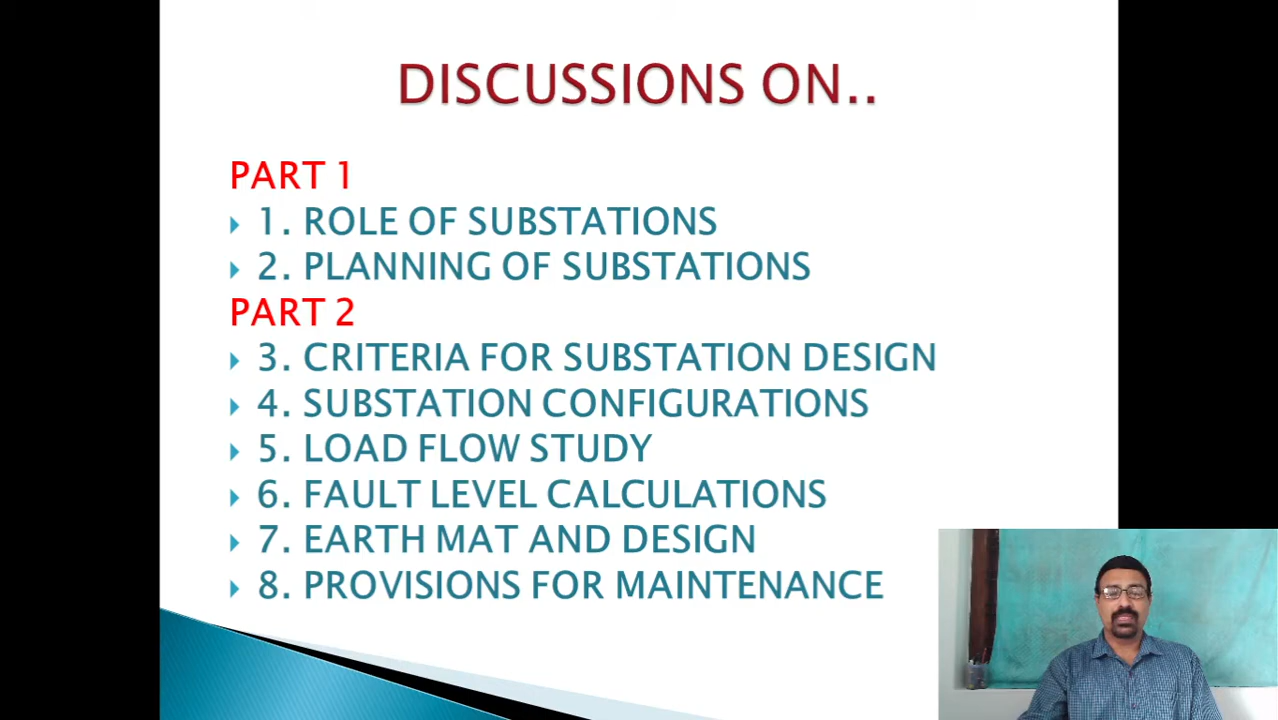 DISCUSSIONS ON..
PART 1
1. ROLE OF SUBSTATIONS
2. PLANNING OF SUBSTATIONS
PART 2
3. CRITERIA FOR SUBSTATION DESIGN
4. SUBSTATION CONFIGURATIONS
5. LOAD FLOW STUDY
6. FAULT LEVEL CALCULATIONS
7. EARTH MAT AND DESIGN
8. PROVISIONS FOR MAINTENANCE